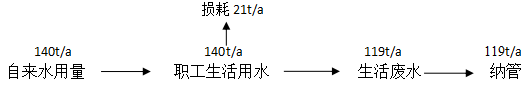 损耗 21t/a
140t/a 140t/a 119t/a 119t/a
自来水用量 职工生活用水 生活废水 纳管